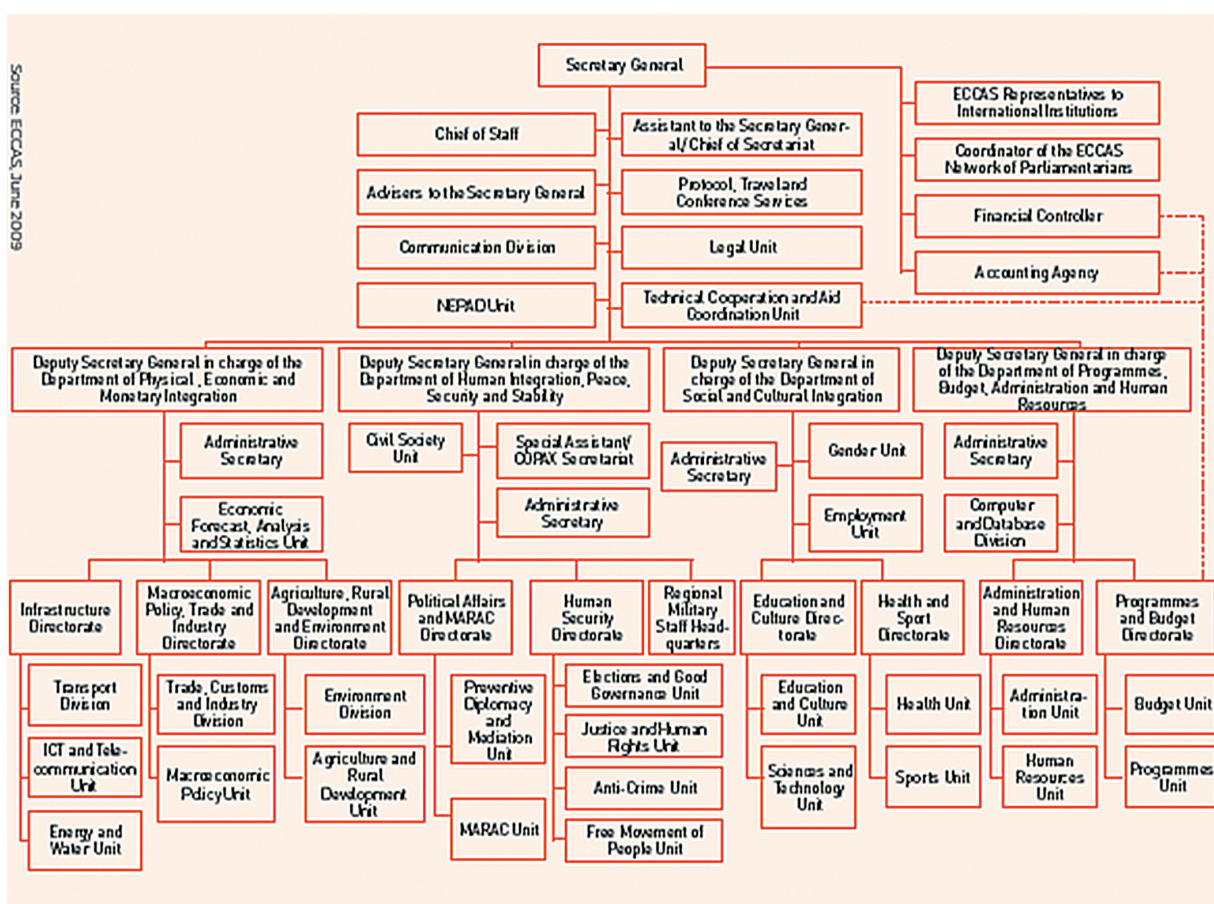 Source: ECCAS, June 2009
Secretary General
ECCAS Representatives to
International Institutions
Chief of Staff
Assistant to the Secretary Gener-
al/Chief of Secretariat
Coordinator of the ECCAS
Network of Parliamentarians
Advisers to the Secretary General
Protocol, Travel and
Conference Services
Financial Controller
Communication Division
Legal Unit
Accounting Agency
NEPAD Unit
Technical Cooperation and Aid
Coordination Unit
Deputy Secretary General in charge of the
Department of Physical, Economic and
Monetary Integration
Deputy Secretary General in charge of the
Department of Human Integration, Peace,
Security and Stability
Deputy Secretary General in
charge of the Department of
Social and Cultural Integration
Deputy Secretary General in charge
of the Department of Programmes,
Budget, Administration and Human
Resources
Administrative
Secretary
Economic
Forecast, Analysis
and Statistics Unit
Civil Society
Unit
Special Assistant/
COPAX Secretariat
Administrative
Secretary
Administrative
Secretary
Gender Unit
Employment
Unit
Administrative
Secretary
Computer
and Database
Division
Infrastructure
Directorate
Macroeconomic
Policy, Trade and
Industry
Directorate
Agriculture, Rural
Development
and Environment
Directorate
Political Affairs
and MARAC
Directorate
Human
Security
Directorate
Regional
Military
Staff Head-
quarters
Education and
Culture Direc-
torate
Health and
Sport
Directorate
Administration
and Human
Resources
Directorate
Programmes
and Budget
Directorate
Transport
Division
ICT and Tele-
communication
Unit
Energy and
Water Unit
Trade, Customs
and Industry
Division
Macroeconomic
Policy Unit
Environment
Division
Agriculture and
Rural
Development
Unit
Preventive
Diplomacy
and
Mediation
Unit
MARAC Unit
Elections and Good
Governance Unit
Justice and Human
Rights Unit
Anti-Crime Unit
Free Movement of
People Unit
Education
and Culture
Unit
Sciences and
Technology
Unit
Health Unit
Sports Unit
Administra-
tion Unit
Human
Resources
Unit
Budget Unit
Programmes
Unit